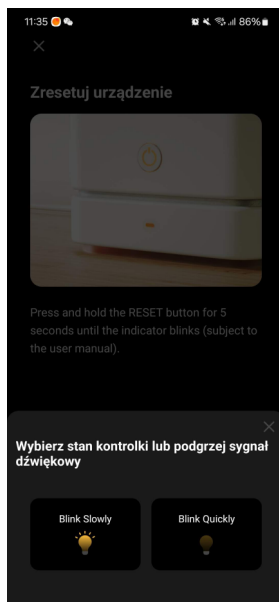 11:35 86%
Zresetuj urządzenie
Press and hold the RESET button for 5
seconds until the indicator blinks (subject to
the user manual).
Wybierz stan kontrolki lub podgrzej sygnał
dźwiękowy
Blink Slowly Blink Quickly